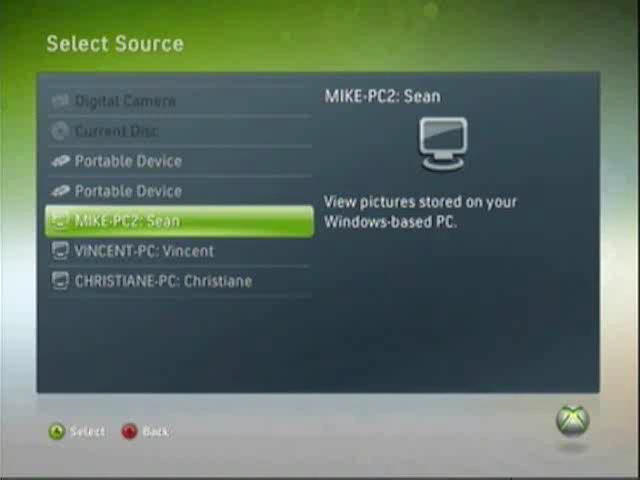 Select Source
Digital Camera
Current Disc
Portable Device
Portable Device
MIKE-PC2: Sean
VINCENT-PC: Vincent
CHRISTIANE-PC: Christiane
MIKE-PC2: Sean
View pictures stored on your
Windows-based PC.
Select
Back